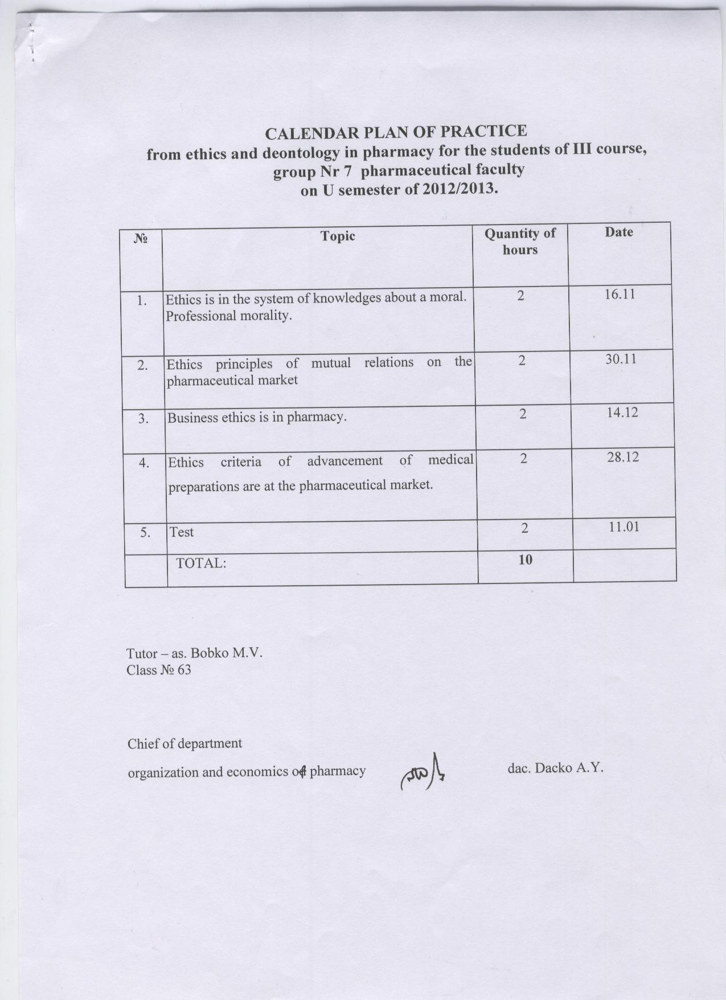 CALENDAR PLAN OF PRACTICE
from ethics and deontology in pharmacy for the students of III course,
group Nr 7 pharmaceutical faculty
on U semester of 2012/2013.
№ Topic Quantity of hours Date
1. Ethics is in the system of knowledges about a moral. 2 16.11
Professional morality.
2. Ethics principles of mutual relations on the 2 30.11
pharmaceutical market
3. Business ethics is in pharmacy. 2 14.12
4. Ethics criteria of advancement of medical 2 28.12
preparations are at the pharmaceutical market.
5. Test 2 11.01
TOTAL: 10
Tutor – as. Bobko M.V.
Class № 63
Chief of department
organization and economics of pharmacy dac. Dacko A.Y.